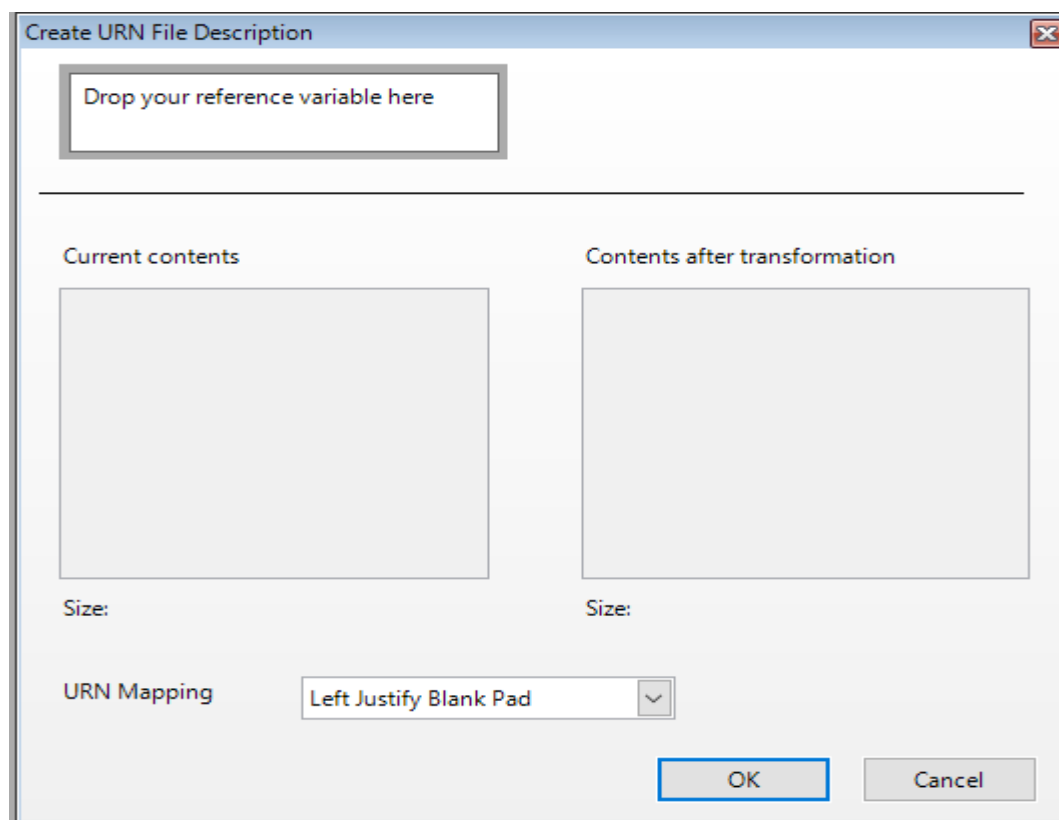 Create URN File Description
Drop your reference variable here
Current contents
Contents after transformation
Size:
Size:
URN Mapping
Left Justify Blank Pad
OK
Cancel